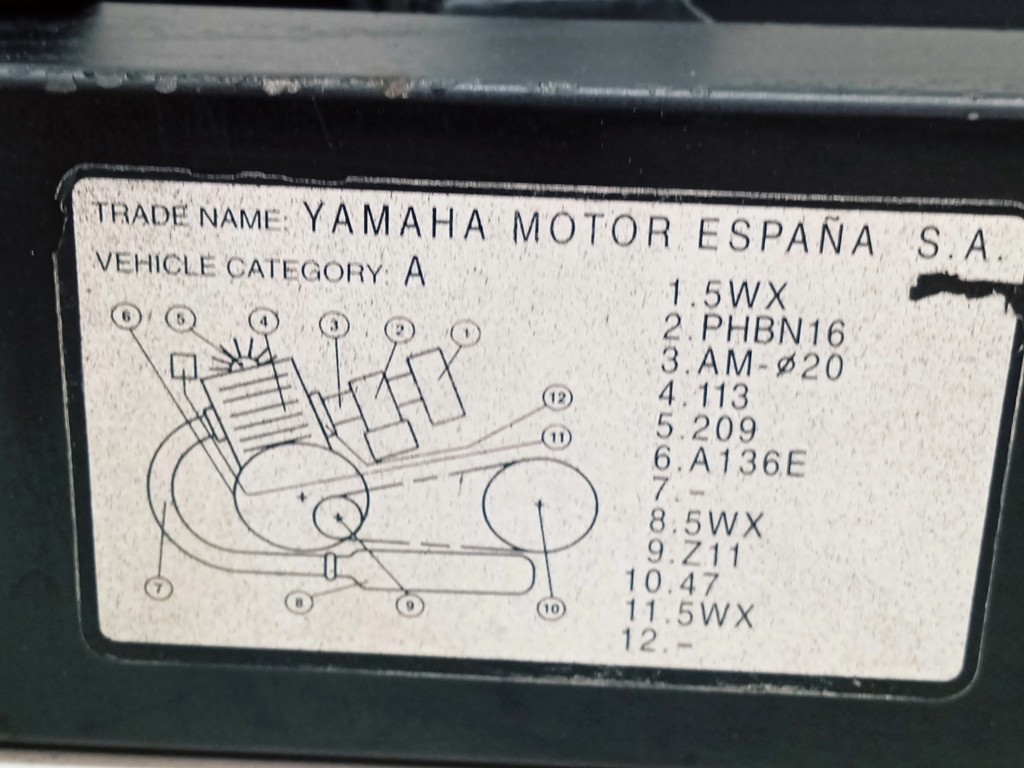 TRADE NAME: YAMAHA MOTOR ESPAÑA S.A.
VEHICLE CATEGORY: A
6 5 4 3 2 1
12
11
7 8 9 10
1.5WX
2.PHBN16
3.AM-ø20
4.113
5.209
6.A136E
7.-
8.5WX
9.Z11
10.47
11.5WX
12.-